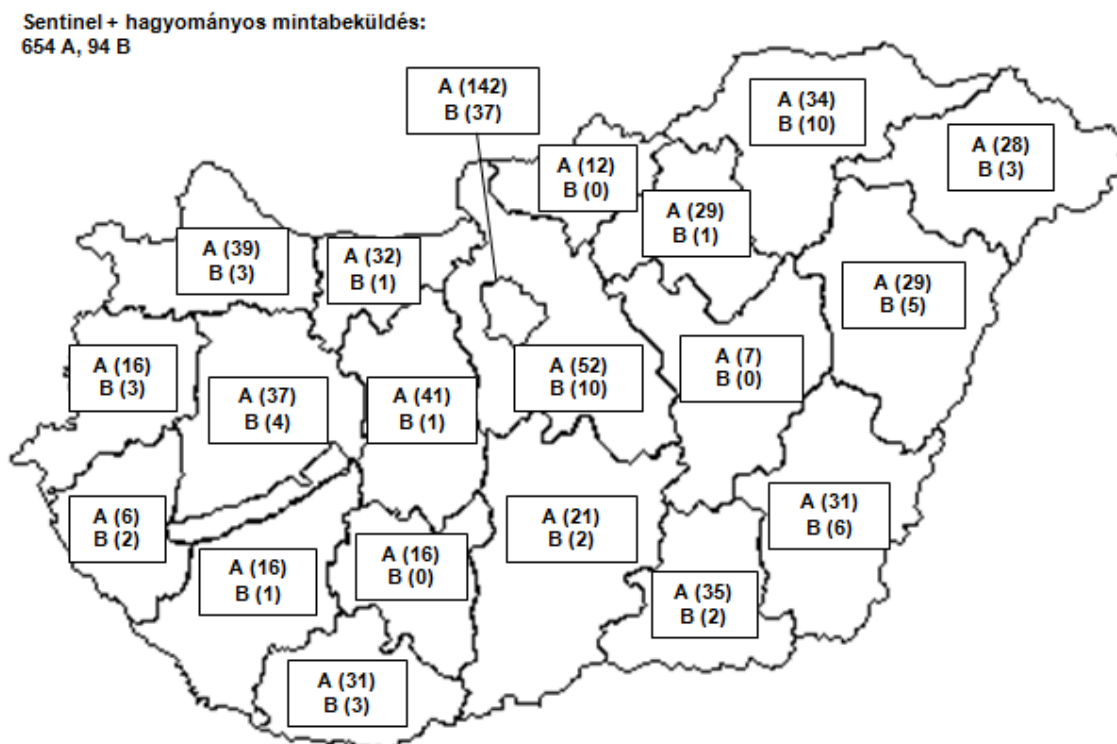 Sentinel + hagyományos mintabeküldés:
654 A, 94 B
A (142)
B (37)
A (34)
B (10)
A (28)
B (3)
A (12)
B (0)
A (29)
B (1)
A (39)
B (3)
A (32)
B (1)
A (29)
B (5)
A (16)
B (3)
A (37)
B (4)
A (41)
B (1)
A (52)
B (10)
A (7)
B (0)
A (6)
B (2)
A (16)
B (1)
A (16)
B (0)
A (21)
B (2)
A (31)
B (6)
A (35)
B (2)
A (31)
B (3)